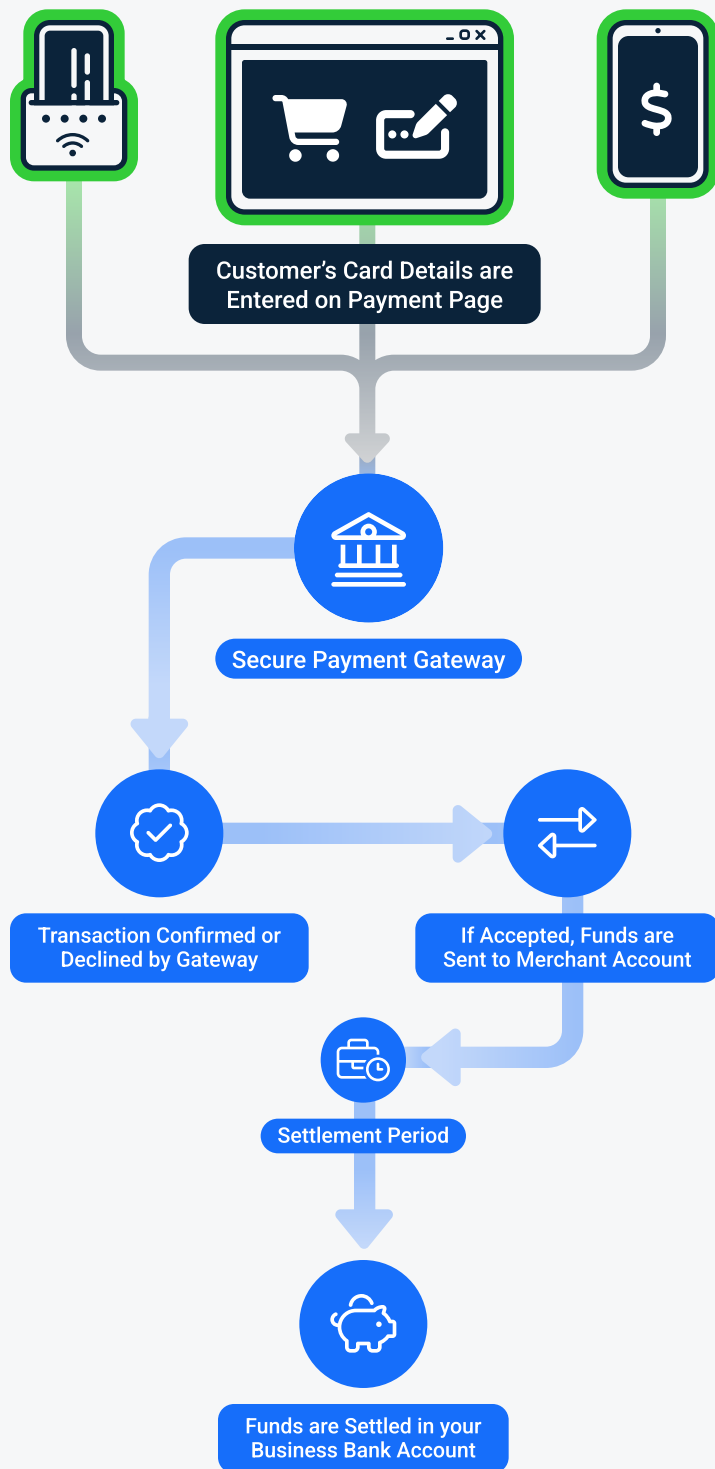 $
Customer’s Card Details are
Entered on Payment Page
Secure Payment Gateway
Transaction Confirmed or
Declined by Gateway
If Accepted, Funds are
Sent to Merchant Account
Settlement Period
Funds are Settled in your
Business Bank Account